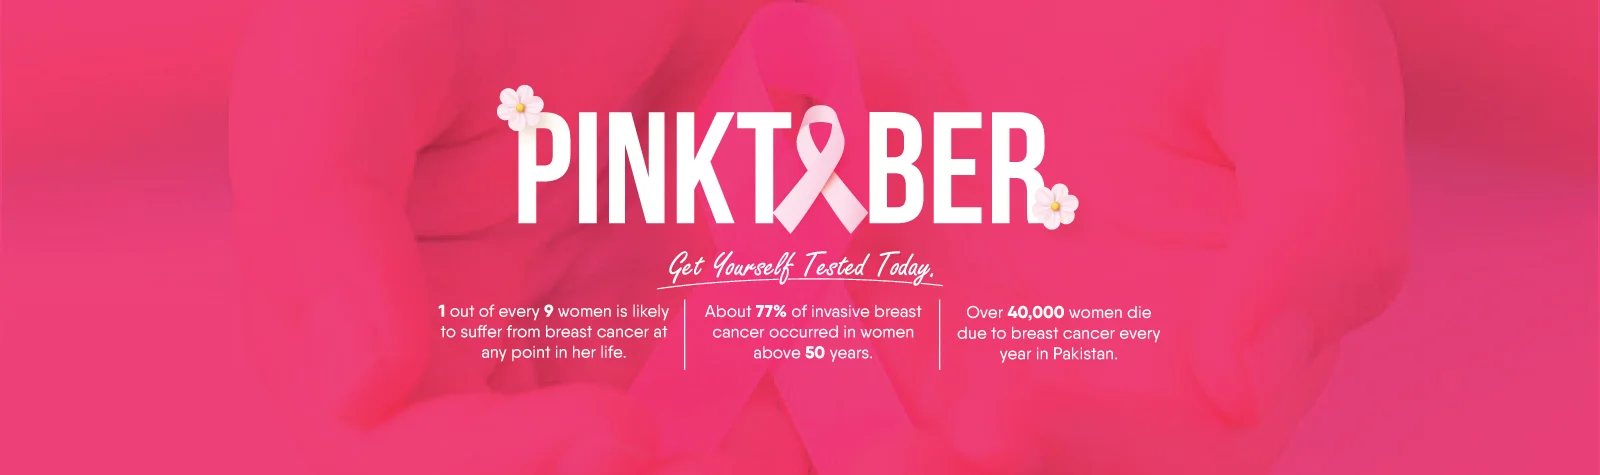 PINKTOBER
Get Yourself Tested Today.
1 out of every 9 women is likely
to suffer from breast cancer at
any point in her life.
About 77% of invasive breast
cancer occurred in women
above 50 years.
Over 40,000 women die
due to breast cancer every
year in Pakistan.